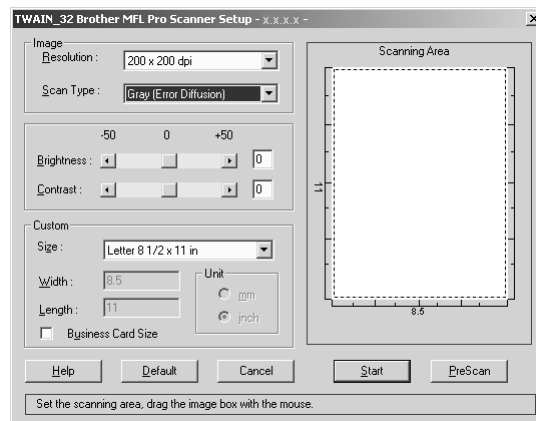 TWAIN_32 Brother MFL Pro Scanner Setup - x.x.x.x -
Image
Resolution :
200 x 200 dpi
Scan Type :
Gray (Error Diffusion)
-50 0 +50
Brightness :
0
Contrast :
0
Custom
Size :
Letter 8 1/2 x 11 in
Width :
8.5
Length :
11
Business Card Size
Unit
mm
inch
Scanning Area
11
8.5
Help
Default
Cancel
Start
PreScan
Set the scanning area, drag the image box with the mouse.